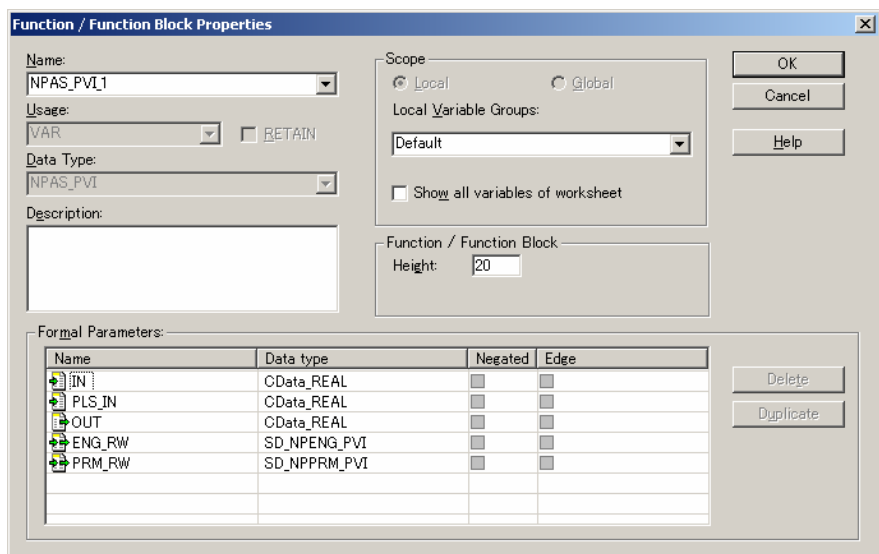 Function / Function Block Properties
Name:
NPAS_PVI_1
Usage:
VAR
RETAIN
Data Type:
NPAS_PVI
Description:
Scope
Local
Global
Local Variable Groups:
Default
Show all variables of worksheet
Function / Function Block
Height:
20
OK
Cancel
Help
Formal Parameters:
Name Data type Negated Edge
IN CData_REAL
PLS_IN CData_REAL
OUT CData_REAL
ENG_RW SD_NPENG_PVI
PRM_RW SD_NPPRM_PVI
Delete
Duplicate